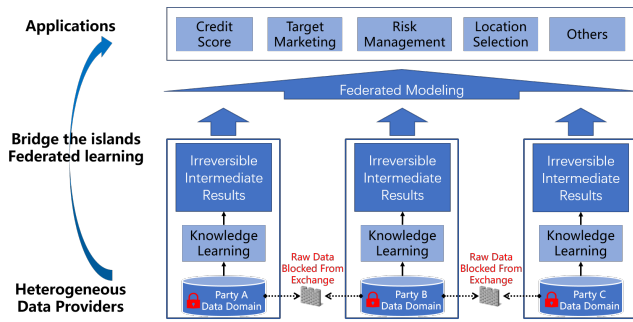 Applications
Credit
Score
Target
Marketing
Risk
Management
Location
Selection
Others
Federated Modeling
Bridge the islands
Federated learning
Irreversible
Intermediate
Results
Irreversible
Intermediate
Results
Irreversible
Intermediate
Results
Knowledge
Learning
Knowledge
Learning
Knowledge
Learning
Raw Data
Blocked From
Exchange
Raw Data
Blocked From
Exchange
Heterogeneous
Data Providers
Party A
Data Domain
Party B
Data Domain
Party C
Data Domain